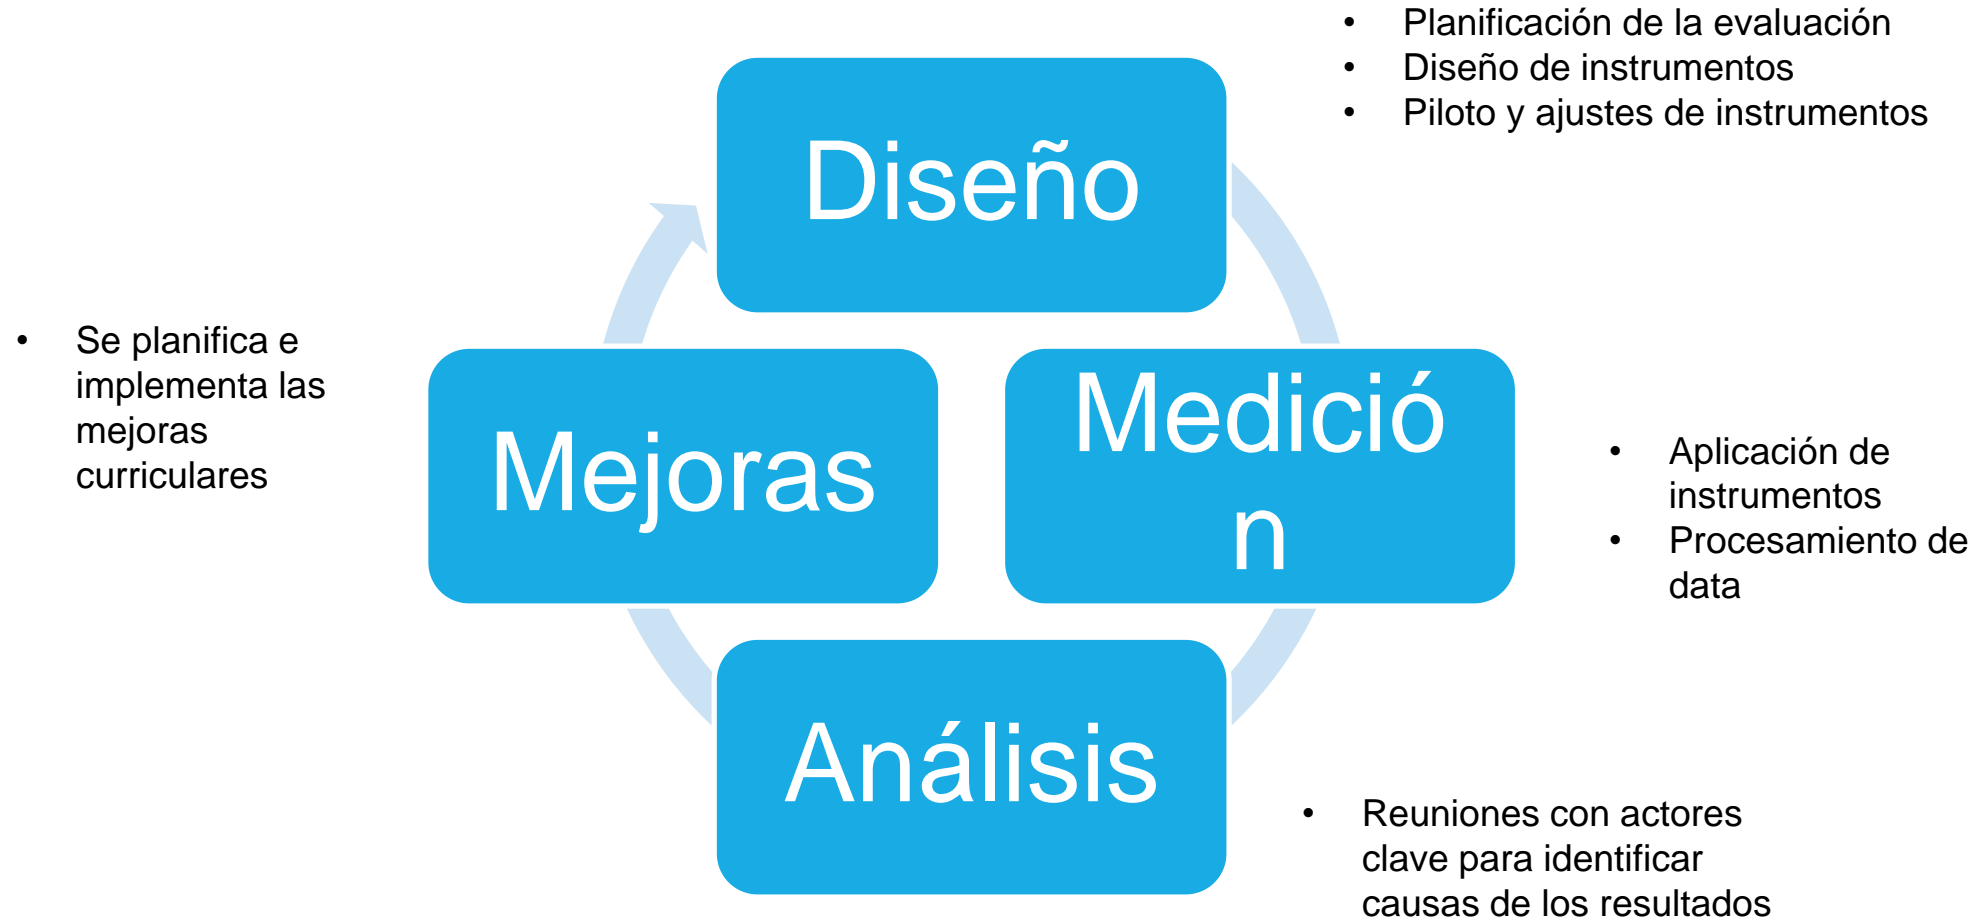 • Planificación de la evaluación
• Diseño de instrumentos
• Piloto y ajustes de instrumentos
Diseño
Medició
n
• Aplicación de
instrumentos
• Procesamiento de
data
Análisis
• Reuniones con actores
clave para identificar
causas de los resultados
Mejoras
• Se planifica e
implementa las
mejoras
curriculares